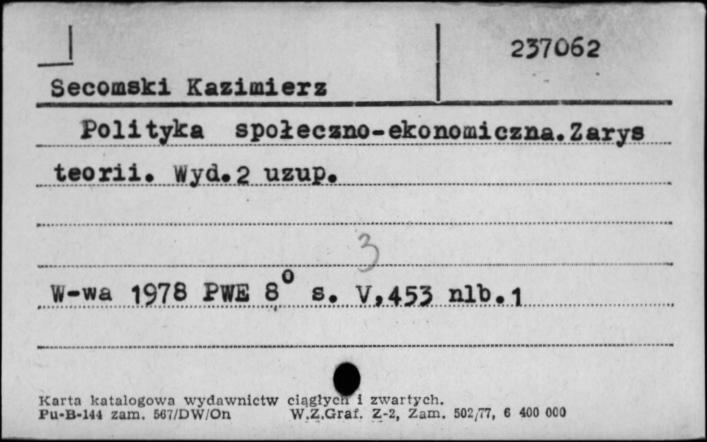 237062
Secomski Kazimierz
Polityka społeczno-ekonomiczna.Zarys
teorii. Wyd.2 uzup.
3
W-wa 1978 PWE 8° s. V,453 nlb.1
Karta katalogowa wydawnictw ciągłych i zwartych.
Pu-B-144 zam. 567/DW/On W.Z.Graf. Z-2, Zam. 502/77, 6 400 000